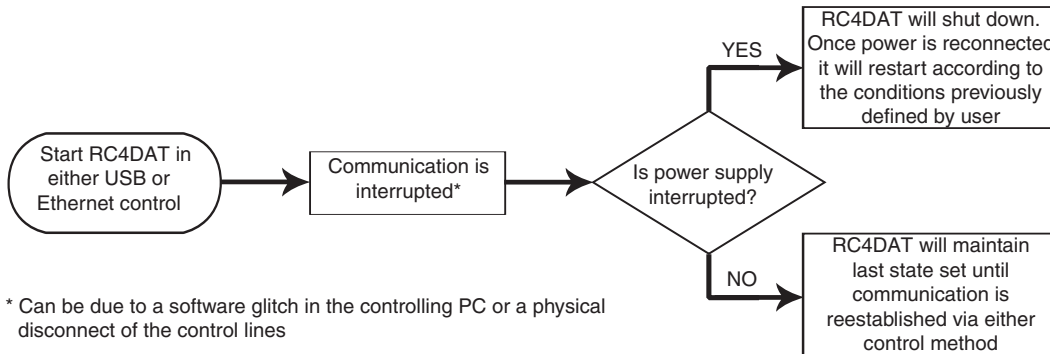 Start RC4DAT in
either USB or
Ethernet control
Communication is
interrupted*
Is power supply
interrupted?
YES
RC4DAT will shut down.
Once power is reconnected
it will restart according to
the conditions previously
defined by user
NO
RC4DAT will maintain
last state set until
communication is
reestablished via either
control method
* Can be due to a software glitch in the controlling PC or a physical
disconnect of the control lines